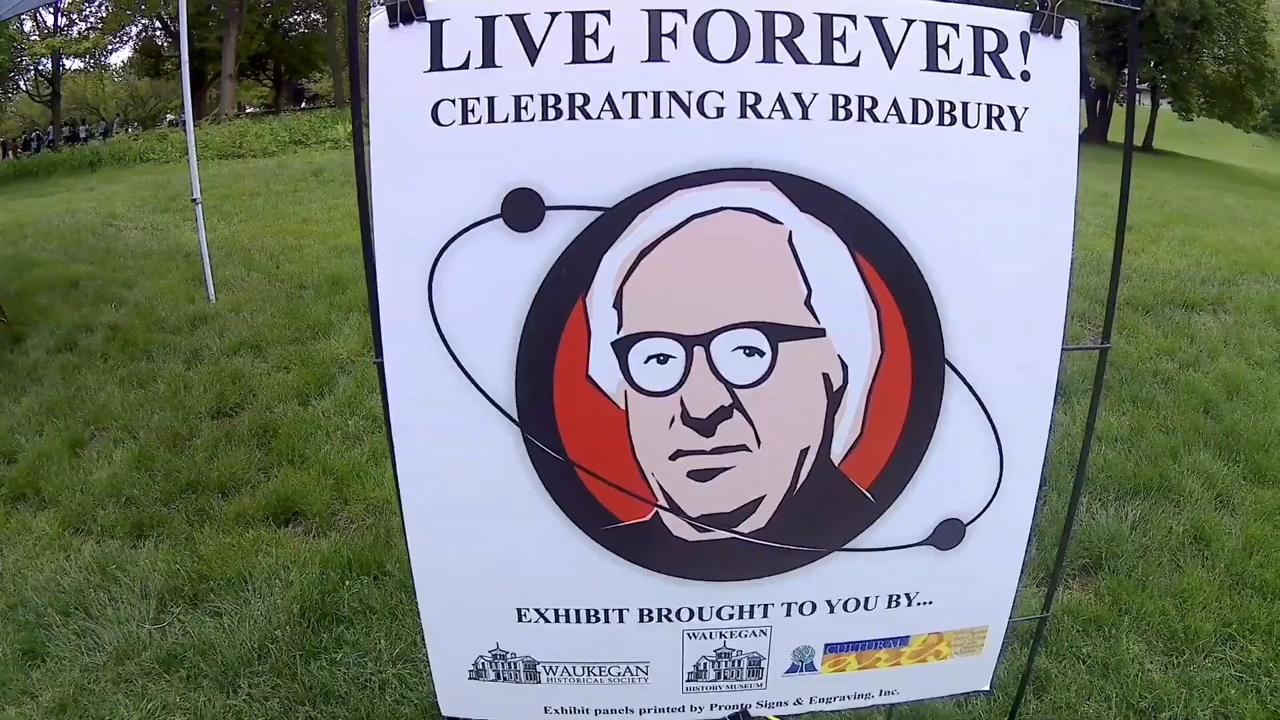 LIVE FOREVER!
CELEBRATING RAY BRADBURY
EXHIBIT BROUGHT TO YOU BY...
WAUKEGAN
HISTORICAL SOCIETY
WAUKEGAN
HISTORY MUSEUM
CULTURAL
arts
Exhibit panels printed by Pronto Signs & Engraving, Inc.